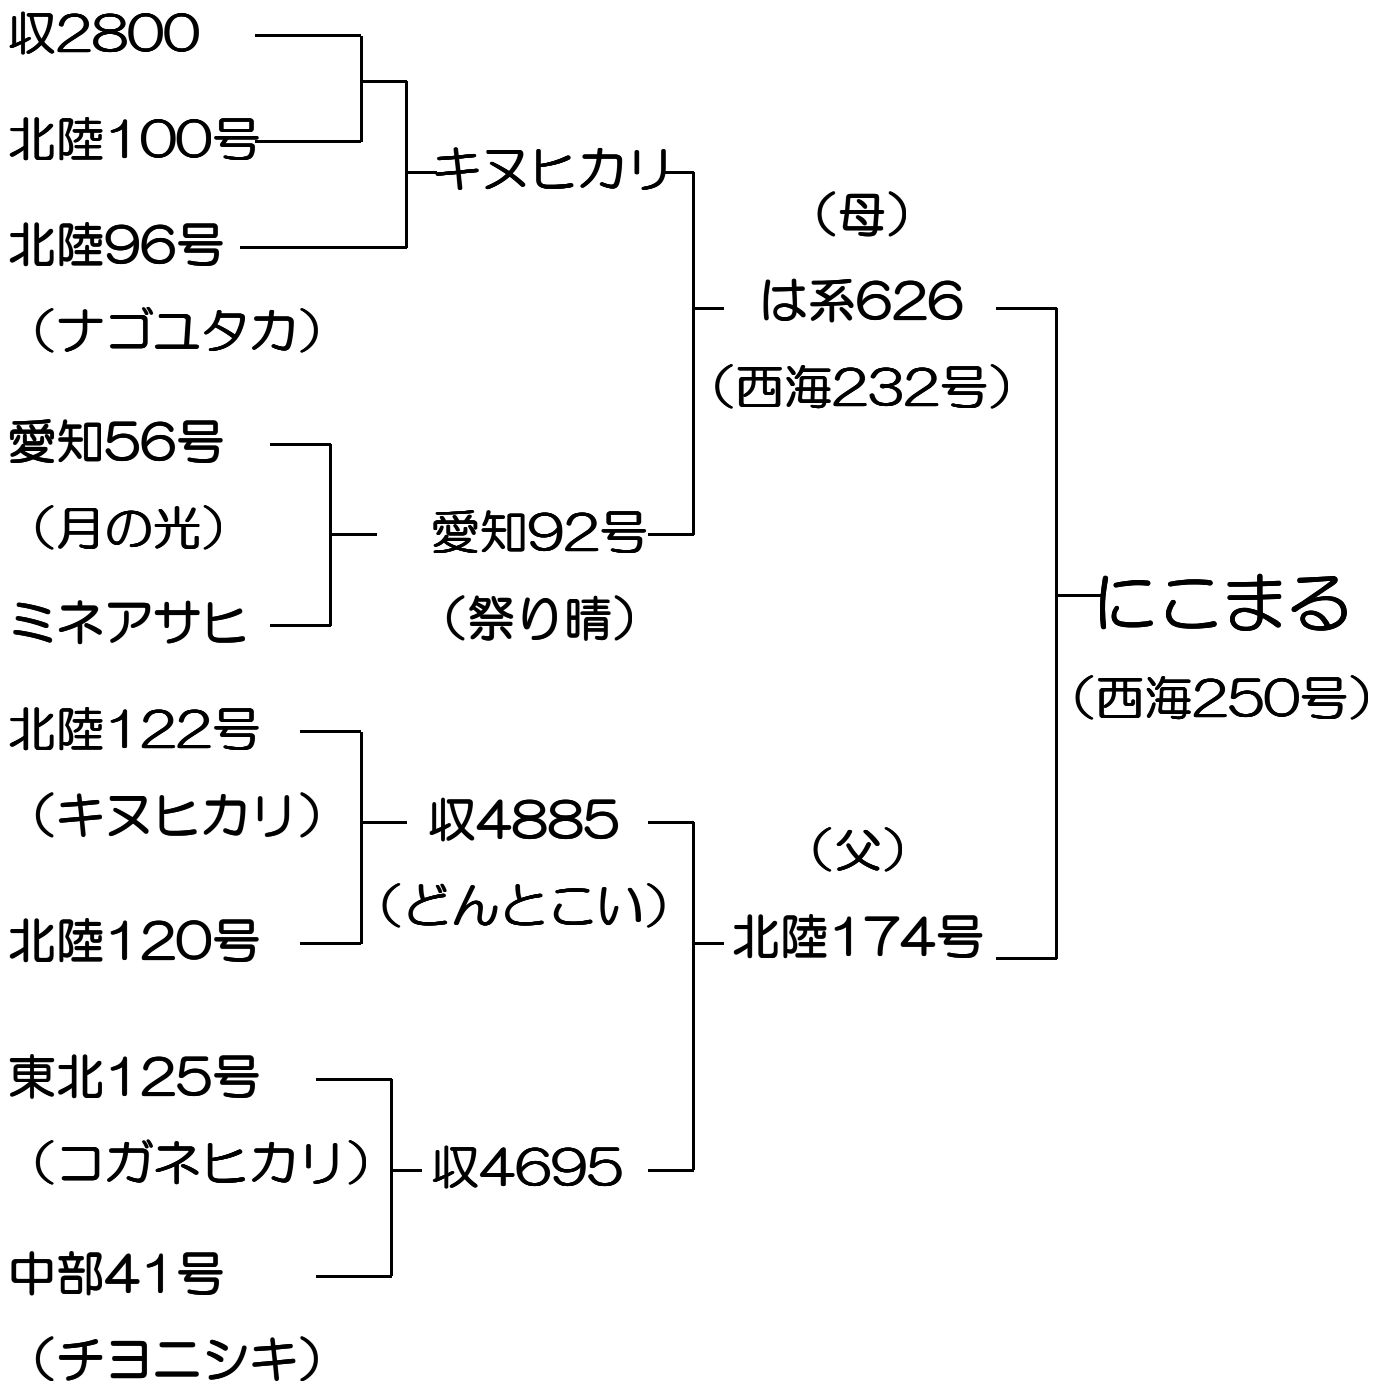 収2800
北陸100号
北陸96号
（ナゴユタカ）
キヌヒカリ
愛知56号
（月の光）
ミネアサヒ
愛知92号
（祭り晴）
（母）
は系626
（西海232号）
北陸122号
（キヌヒカリ）
北陸120号
収4885
（どんとこい）
東北125号
（コガネヒカリ）
中部41号
（チヨニシキ）
収4695
（父）
北陸174号
にこまる
（西海250号）